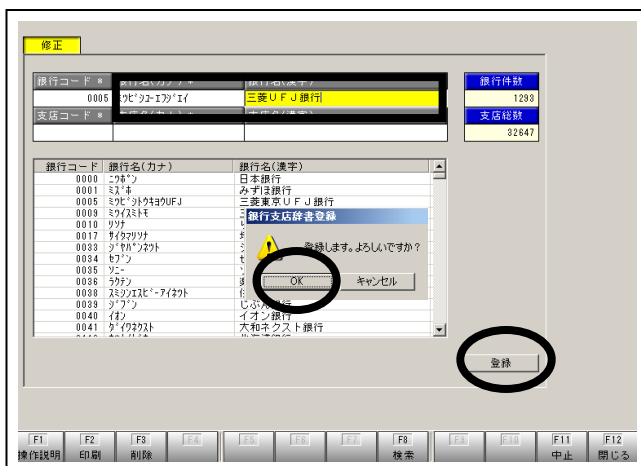 修正
銀行コード * 銀行名(カナ) * 銀行名(漢字) 銀行件数
0005 ﾐﾂﾋﾞｼﾕｰｴﾌｼﾞｴｲ 三菱UFJ銀行 1293
支店コード * 支店総数
32647
銀行コード 銀行名(カナ) 銀行名(漢字)
0000 ﾆﾂﾎﾟﾝ 日本銀行
0001 ﾐｽﾞﾎ みずほ銀行
0005 ﾐﾂﾋﾞｼﾄｳｷﾖｳUFJ 三菱東京UFJ銀行
0009 ﾐﾂｲｽﾐﾄﾓ
0010 ﾘｿﾅ
0017 ｻｲﾀﾏﾘｿﾅ
0033 ｼﾞﾔﾊﾟﾝﾈﾂﾄ
0034 ｾﾌﾞﾝ
0035 ｿﾆｰ
0036 ﾗｸﾃﾝ
0038 ｽﾐｼﾝｴｽﾋﾞｰｱｲﾈﾂﾄ
0039 ｼﾞﾌﾞﾝ じぶん銀行
0040 ｲｵﾝ イオン銀行
0041 ﾀﾞｲﾜﾈｸｽﾄ 大和ネクスト銀行
銀行支店辞書登録
登録します。よろしいですか?
OK キャンセル
登録
F1 F2 F3 F4 F5 F6 F7 F8 F9 F10 F11 F12
操作説明 印刷 削除 検索 中止 閉じる